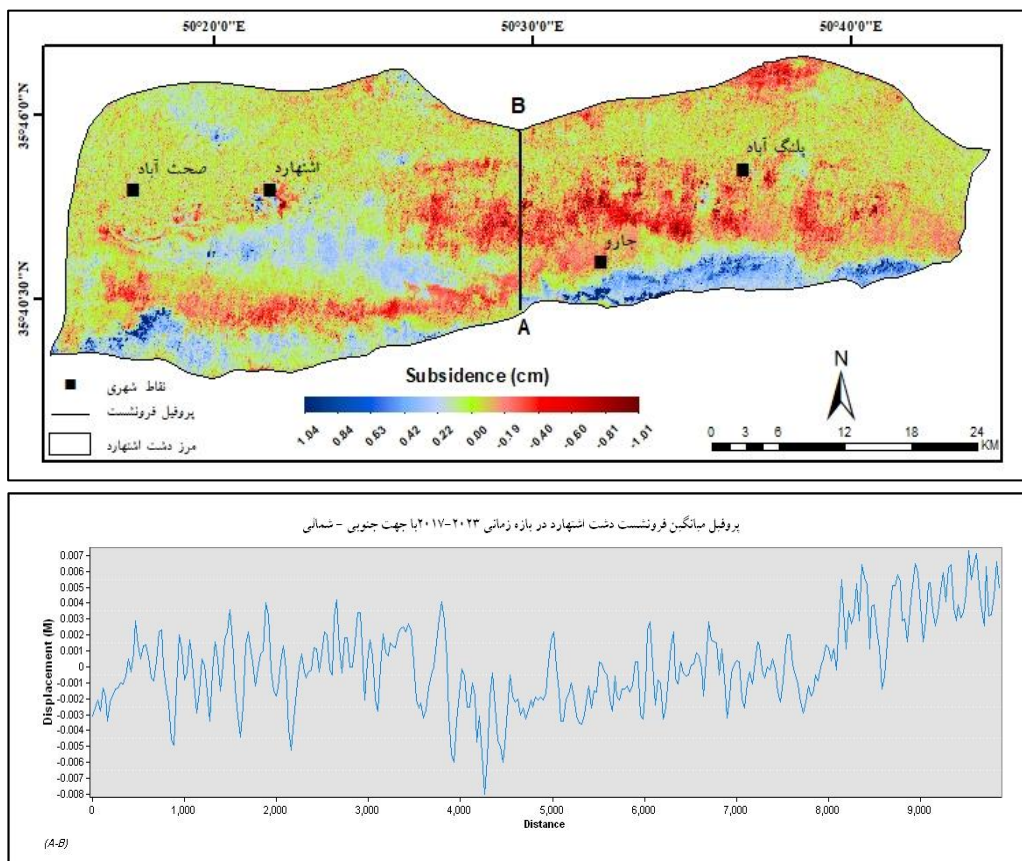 50°20'0"E 50°30'0"E 50°40'0"E
35°46'0"N
35°40'30"N
B
پلنگ آباد
اشتهارد
صحت آباد
جارو
A
N
نقاط شهری
پروفیل فرونشست
مرز دشت اشتهارد
Subsidence (cm)
1.04 0.84 0.63 0.42 0.22 0.00 -0.19 -0.40 -0.60 -0.81 -1.01
0 3 6 12 18 24
KM
پروفیل میانگین فرونشست دشت اشتهارد در بازه زمانی ۲۰۲۳-۲۰۱۷با جهت جنوبی - شمالی
Displacement (M)
0.007
0.006
0.005
0.004
0.003
0.002
0.001
0
-0.001
-0.002
-0.003
-0.004
-0.005
-0.006
-0.007
-0.008
0 1,000 2,000 3,000 4,000 5,000 6,000 7,000 8,000 9,000
Distance
(A-B)